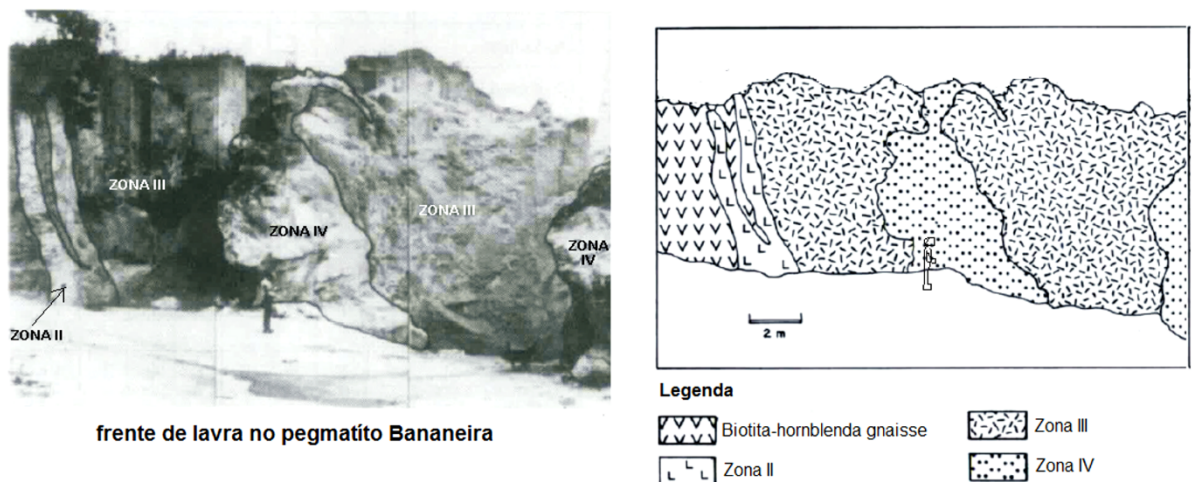 ZONA III
ZONA III
ZONA IV
ZONA
IV
ZONA II
frente de lavra no pegmatíto Bananeira
2 m
Legenda
Biotita-hornblenda gnaisse
Zona II
Zona III
Zona IV